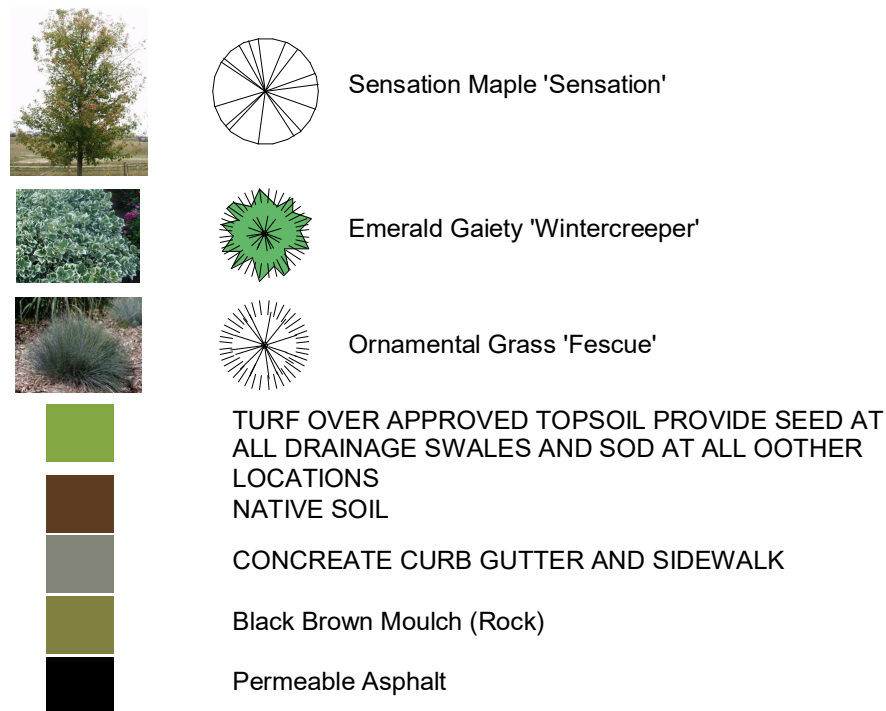 Sensation Maple 'Sensation'
Emerald Gaiety 'Wintercreeper'
Ornamental Grass 'Fescue'
TURF OVER APPROVED TOPSOIL PROVIDE SEED AT
ALL DRAINAGE SWALES AND SOD AT ALL OOTHER
LOCATIONS
NATIVE SOIL
CONCREATE CURB GUTTER AND SIDEWALK
Black Brown Moulch (Rock)
Permeable Asphalt